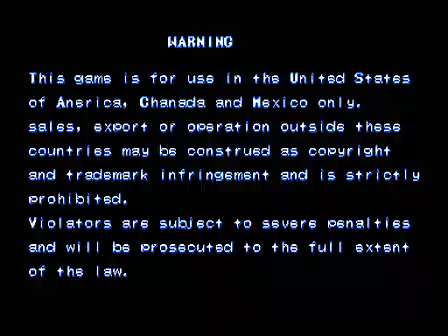 WARNING
This game is for use in the United States
of America, Chanada and Mexico only.
sales, export or operation outside these
countries may be construed as copyright
and trademark infringement and is strictly
prohibited.
Violators are subject to severe penalties
and will be prosecuted to the full extent
of the law.